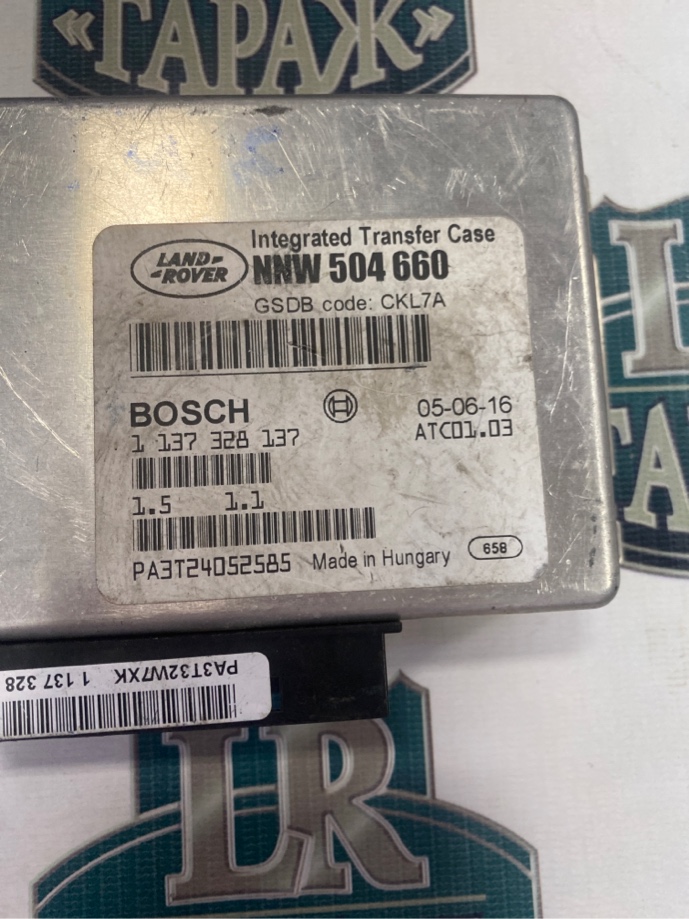 «ГАРАЖ»
Integrated Transfer Case
LAND-
-ROVER
NNW 504 660
GSDB code: CKL7A
BOSCH
05-06-16
1 137 328 137
ATC01.03
1.5 1.1
PA3T24052585
Made in Hungary
658
PA3T32W7XK 1 137 328
LR